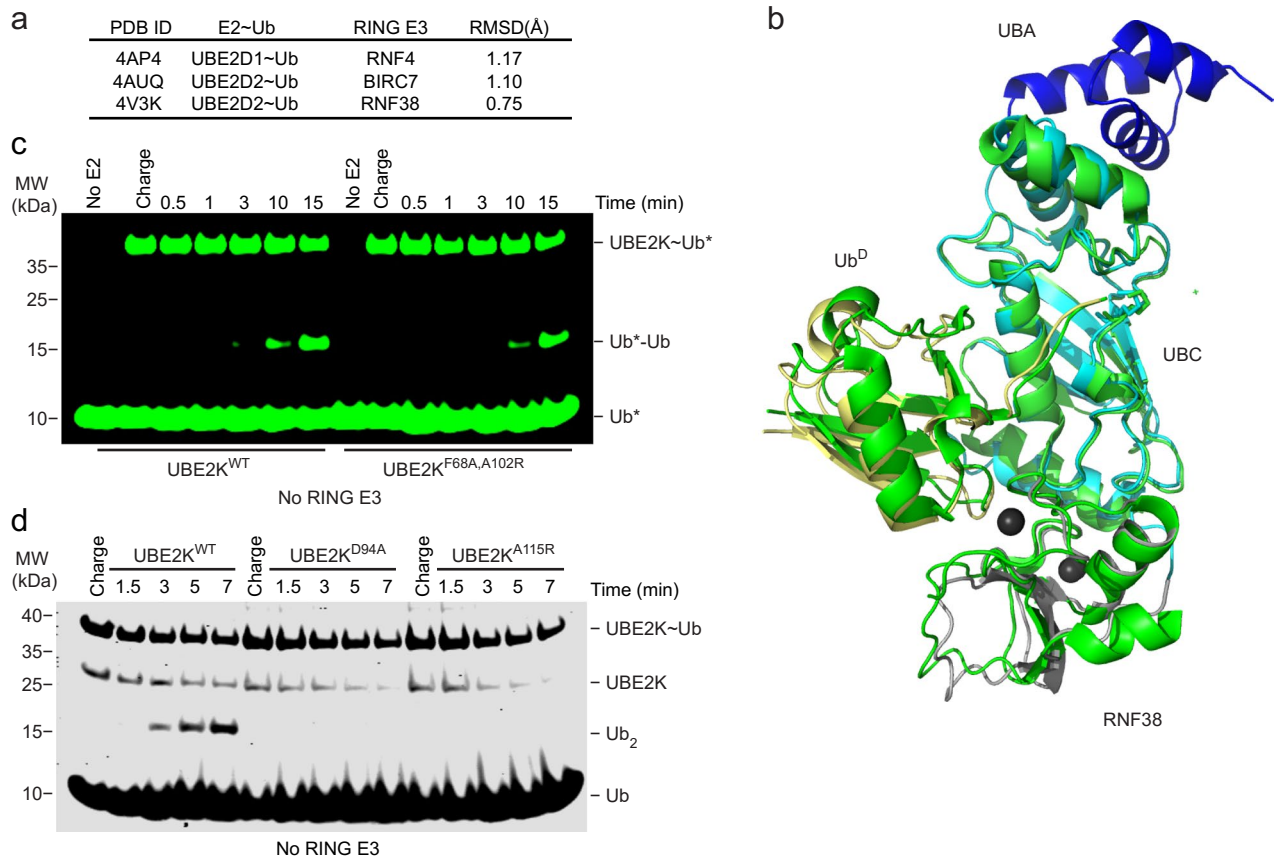 a
PDB ID E2~Ub RING E3 RMSD(Å)
4AP4 UBE2D1~Ub RNF4 1.17
4AUQ UBE2D2~Ub BIRC7 1.10
4V3K UBE2D2~Ub RNF38 0.75
b
UBA
Ub^D
UBC
RNF38
c
MW (kDa)
No E2 Charge 0.5 1 3 10 15 No E2 Charge 0.5 1 3 10 15 Time (min)
UBE2K~Ub*
35
25
15 Ub*-Ub
10 Ub*
UBE2K^WT UBE2K^F68A,A102R
No RING E3
d
MW (kDa)
UBE2K^WT UBE2K^D94A UBE2K^A115R
Charge 1.5 3 5 7 Charge 1.5 3 5 7 Charge 1.5 3 5 7 Time (min)
40 UBE2K~Ub
35
25 UBE2K
15 Ub2
10 Ub
No RING E3